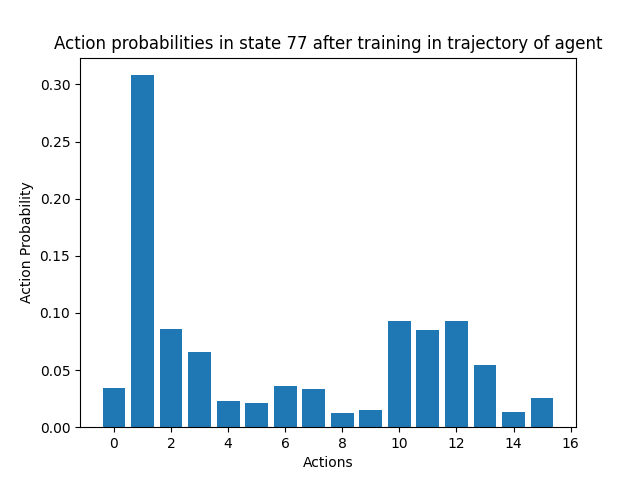 Action probabilities in state 77 after training in trajectory of agent
0.30
0.25
0.20
0.15
0.10
0.05
0.00
Action Probability
0 2 4 6 8 10 12 14 16
Actions